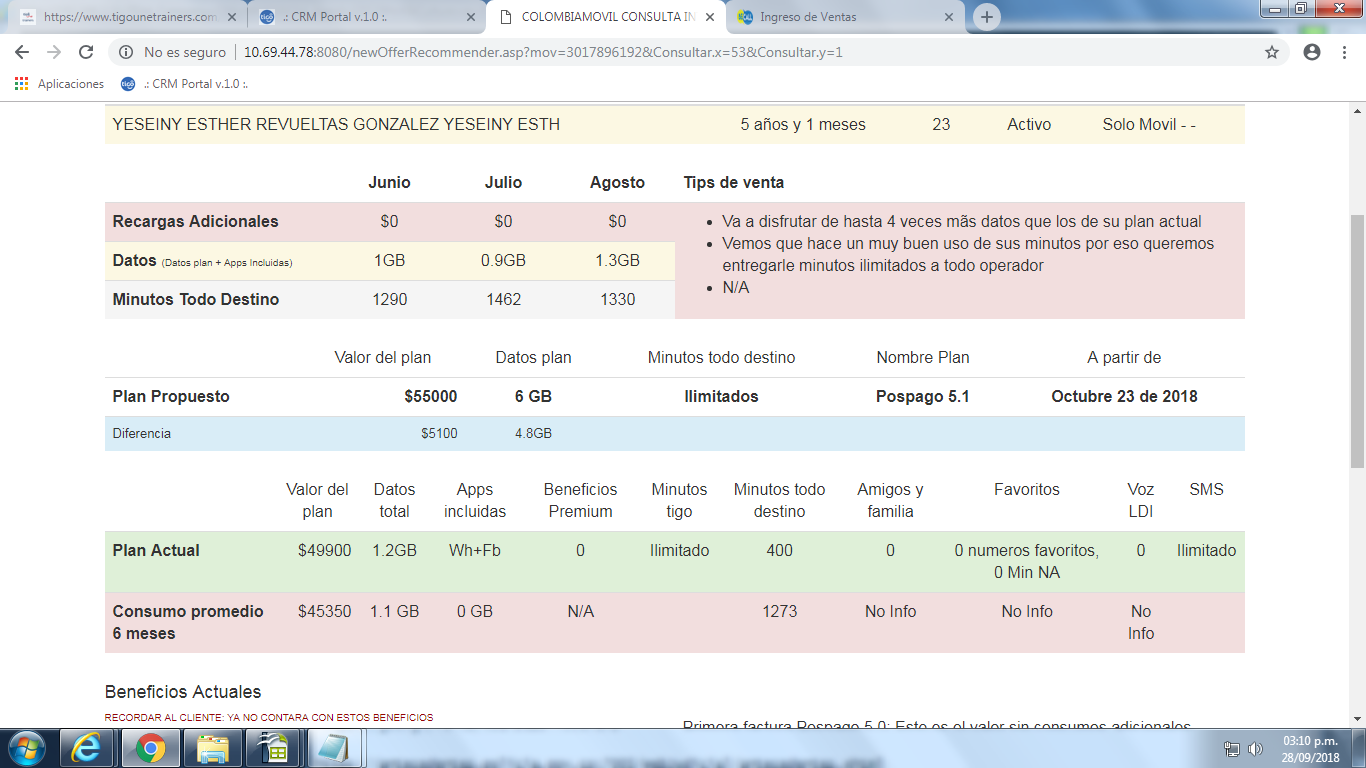 https://www.tigounetrainers.com
.: CRM Portal v.1.0 :.
COLOMBIAMOVIL CONSULTA IN
Ingreso de Ventas
No es seguro
10.69.44.78:8080/newOfferRecommender.asp?mov=3017896192&Consultar.x=53&Consultar.y=1
Aplicaciones
.: CRM Portal v.1.0 :.
YESEINY ESTHER REVUELTAS GONZALEZ YESEINY ESTH 5 años y 1 meses 23 Activo Solo Movil - -
Junio Julio Agosto Tips de venta
Recargas Adicionales $0 $0 $0
Datos (Datos plan + Apps Incluidas) 1GB 0.9GB 1.3GB
Minutos Todo Destino 1290 1462 1330
• Va a disfrutar de hasta 4 veces mãs datos que los de su plan actual
• Vemos que hace un muy buen uso de sus minutos por eso queremos
entregarle minutos ilimitados a todo operador
• N/A
Valor del plan Datos plan Minutos todo destino Nombre Plan A partir de
Plan Propuesto $55000 6 GB Ilimitados Pospago 5.1 Octubre 23 de 2018
Diferencia $5100 4.8GB
Valor del plan Datos total Apps incluidas Beneficios Premium Minutos tigo Minutos todo destino Amigos y familia Favoritos Voz LDI SMS
Plan Actual $49900 1.2GB Wh+Fb 0 Ilimitado 400 0 0 numeros favoritos, 0 Min NA 0 Ilimitado
Consumo promedio 6 meses $45350 1.1 GB 0 GB N/A 1273 No Info No Info No Info
Beneficios Actuales
RECORDAR AL CLIENTE: YA NO CONTARA CON ESTOS BENEFICIOS
Primera factura Pospago 5.0: Este es el valor sin consumos adicionales
03:10 p.m.
28/09/2018